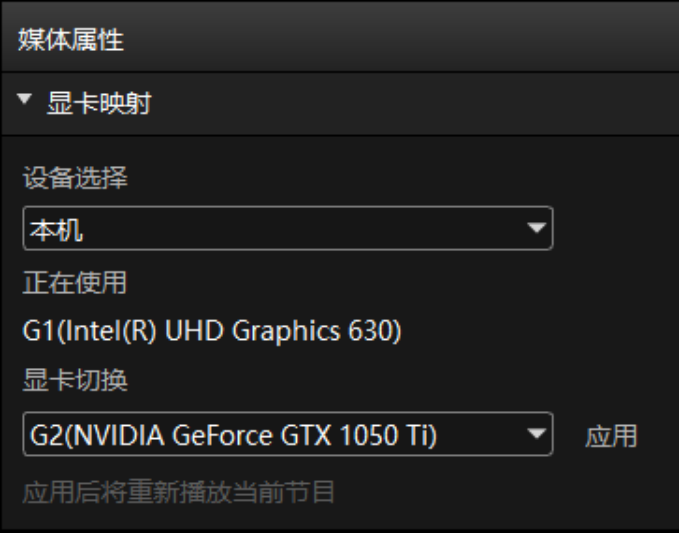 媒体属性
显卡映射
设备选择
本机
正在使用
G1(Intel(R) UHD Graphics 630)
显卡切换
G2(NVIDIA GeForce GTX 1050 Ti) 应用
应用后将重新播放当前节目